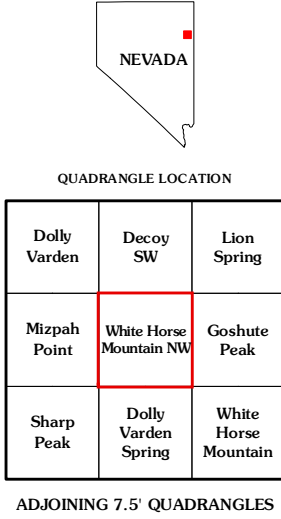 NEVADA
QUADRANGLE LOCATION
Dolly
Varden
Decoy
SW
Lion
Spring
Mizpah
Point
White Horse
Mountain NW
Goshute
Peak
Sharp
Peak
Dolly
Varden
Spring
White
Horse
Mountain
ADJOINING 7.5' QUADRANGLES